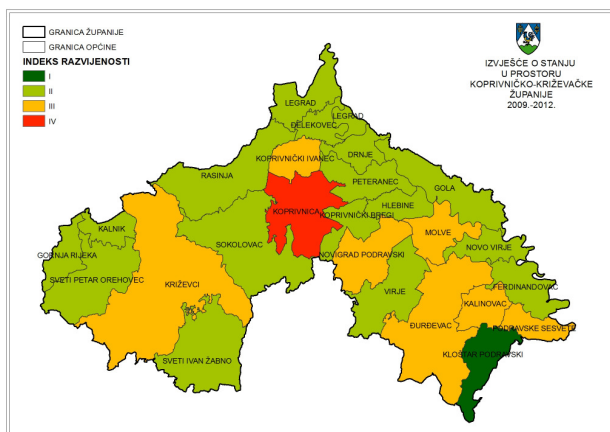 GRANICA ŽUPANIJE
GRANICA OPĆINE
INDEKS RAZVIJENOSTI
I
II
III
IV
IZVJEŠĆE O STANJU
U PROSTORU
KOPRIVNIČKO-KRIŽEVAČKE
ŽUPANIJE
2009.-2012.
LEGRAD
LEGRAD
ĐELEKOVEC
DRNJE
KOPRIVNIČKI IVANEC
RASINJA
PETERANEC
GOLA
HLEBINE
KOPRIVNICA
KOPRIVNIČKI BREGI
KALNIK
MOLVE
SOKOLOVAC
NOVO VIRJE
GORNJA RIJEKA
NOVIGRAD PODRAVSKI
SVETI PETAR OREHOVEC
KRIŽEVCI
VIRJE
FERDINANDOVAC
KALINOVAC
ĐURĐEVAC
PODRAVSKE SESVETE
KLOŠTAR PODRAVSKI
SVETI IVAN ŽABNO